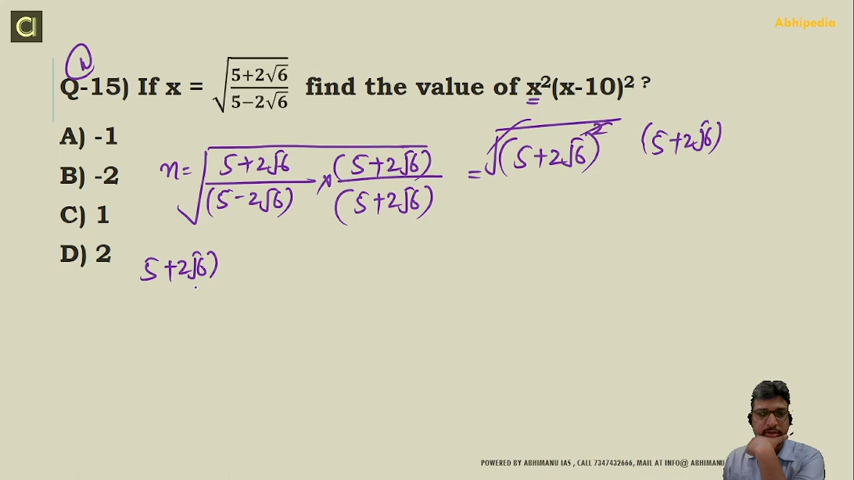 Abhipedia
Q-15) If x = √(5+2√6 / 5−2√6) find the value of x²(x-10)² ?
A) -1
B) -2
C) 1
D) 2
n = √(5+2√6 / (5−2√6) × (5+2√6) / (5+2√6)) = √(5+2√6)² (5+2√6)
5+2√6)
POWERED BY ABHIMANU IAS , CALL 7347432666, MAIL AT INFO@ ABHIMANU